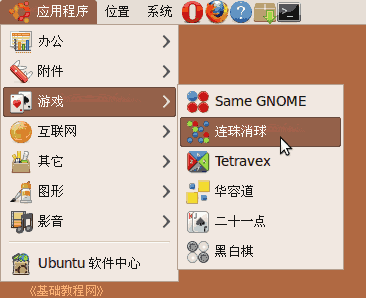 应用程序 位置 系统
办公
附件
游戏
互联网
其它
图形
影音
Ubuntu 软件中心
Same GNOME
连珠消球
Tetravex
华容道
二十一点
黑白棋
《基础教程网》